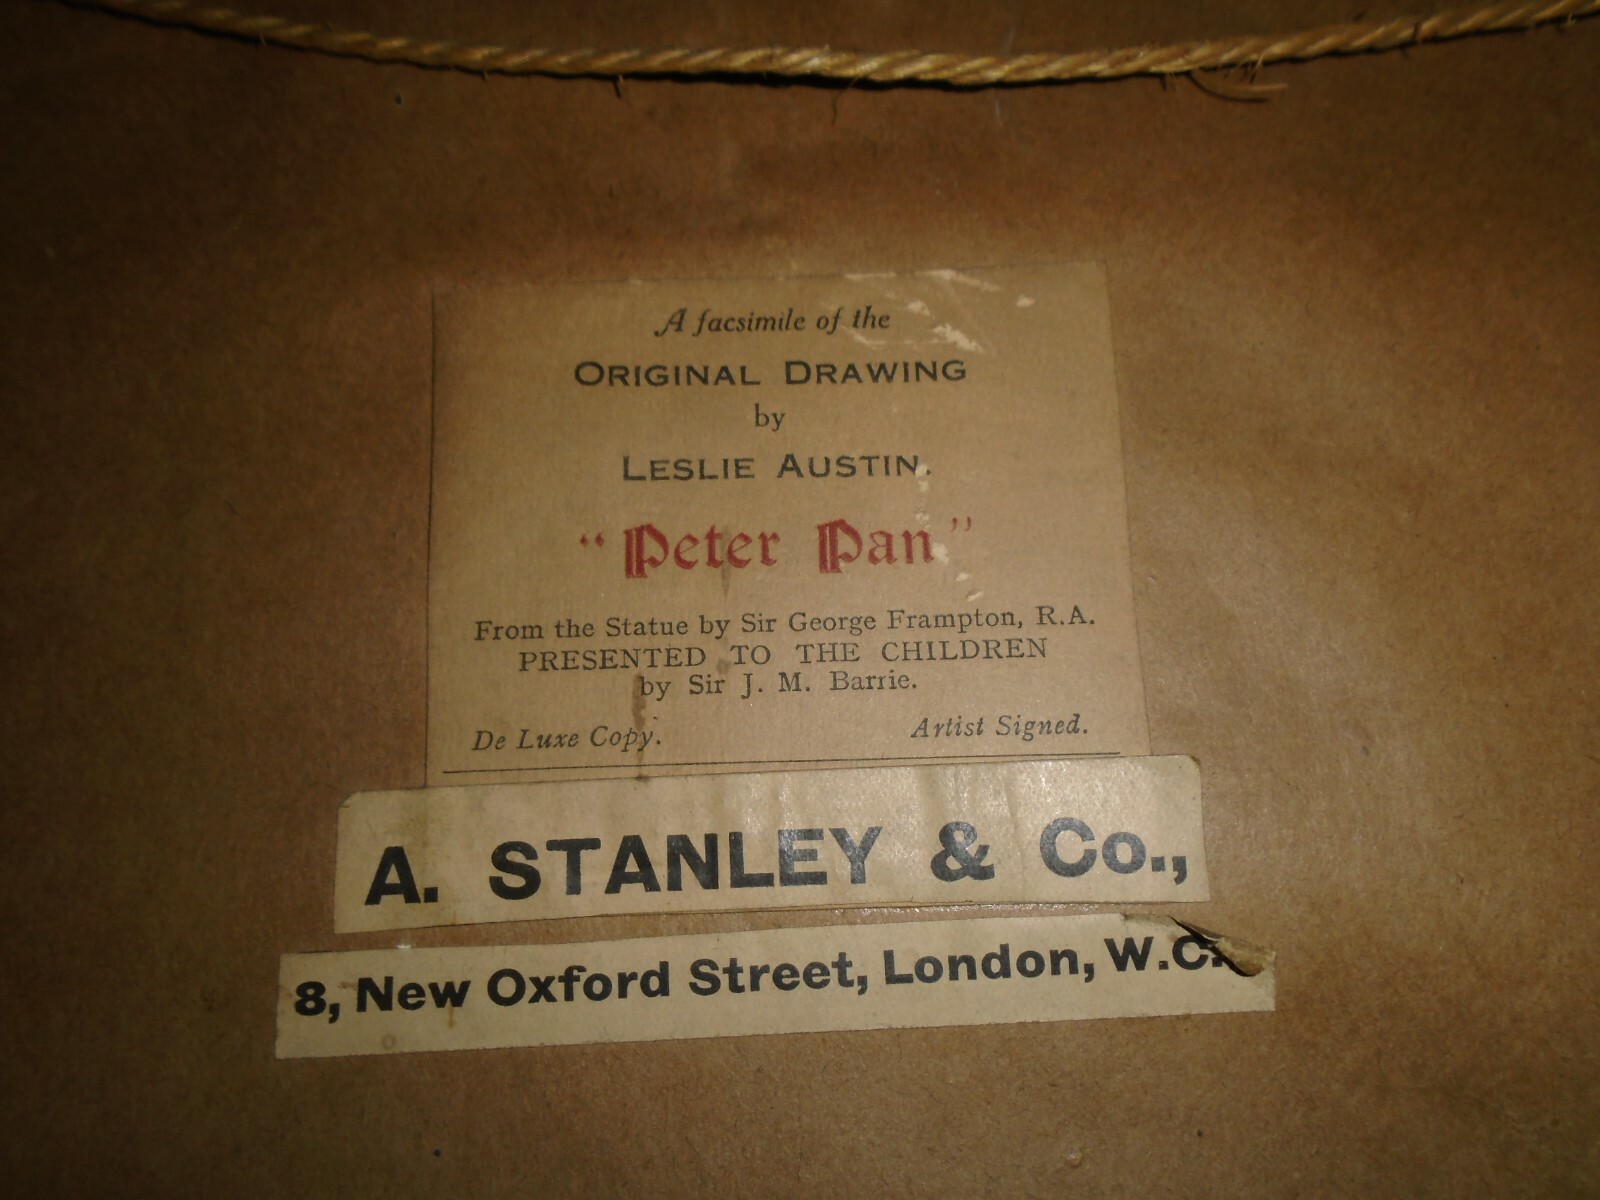 A facsimile of the
ORIGINAL DRAWING
by
LESLIE AUSTIN.
"Peter Pan"
From the Statue by Sir George Frampton, R.A.
PRESENTED TO THE CHILDREN
by Sir J. M. Barrie.
De Luxe Copy. Artist Signed.
A. STANLEY & Co.,
8, New Oxford Street, London, W.C.